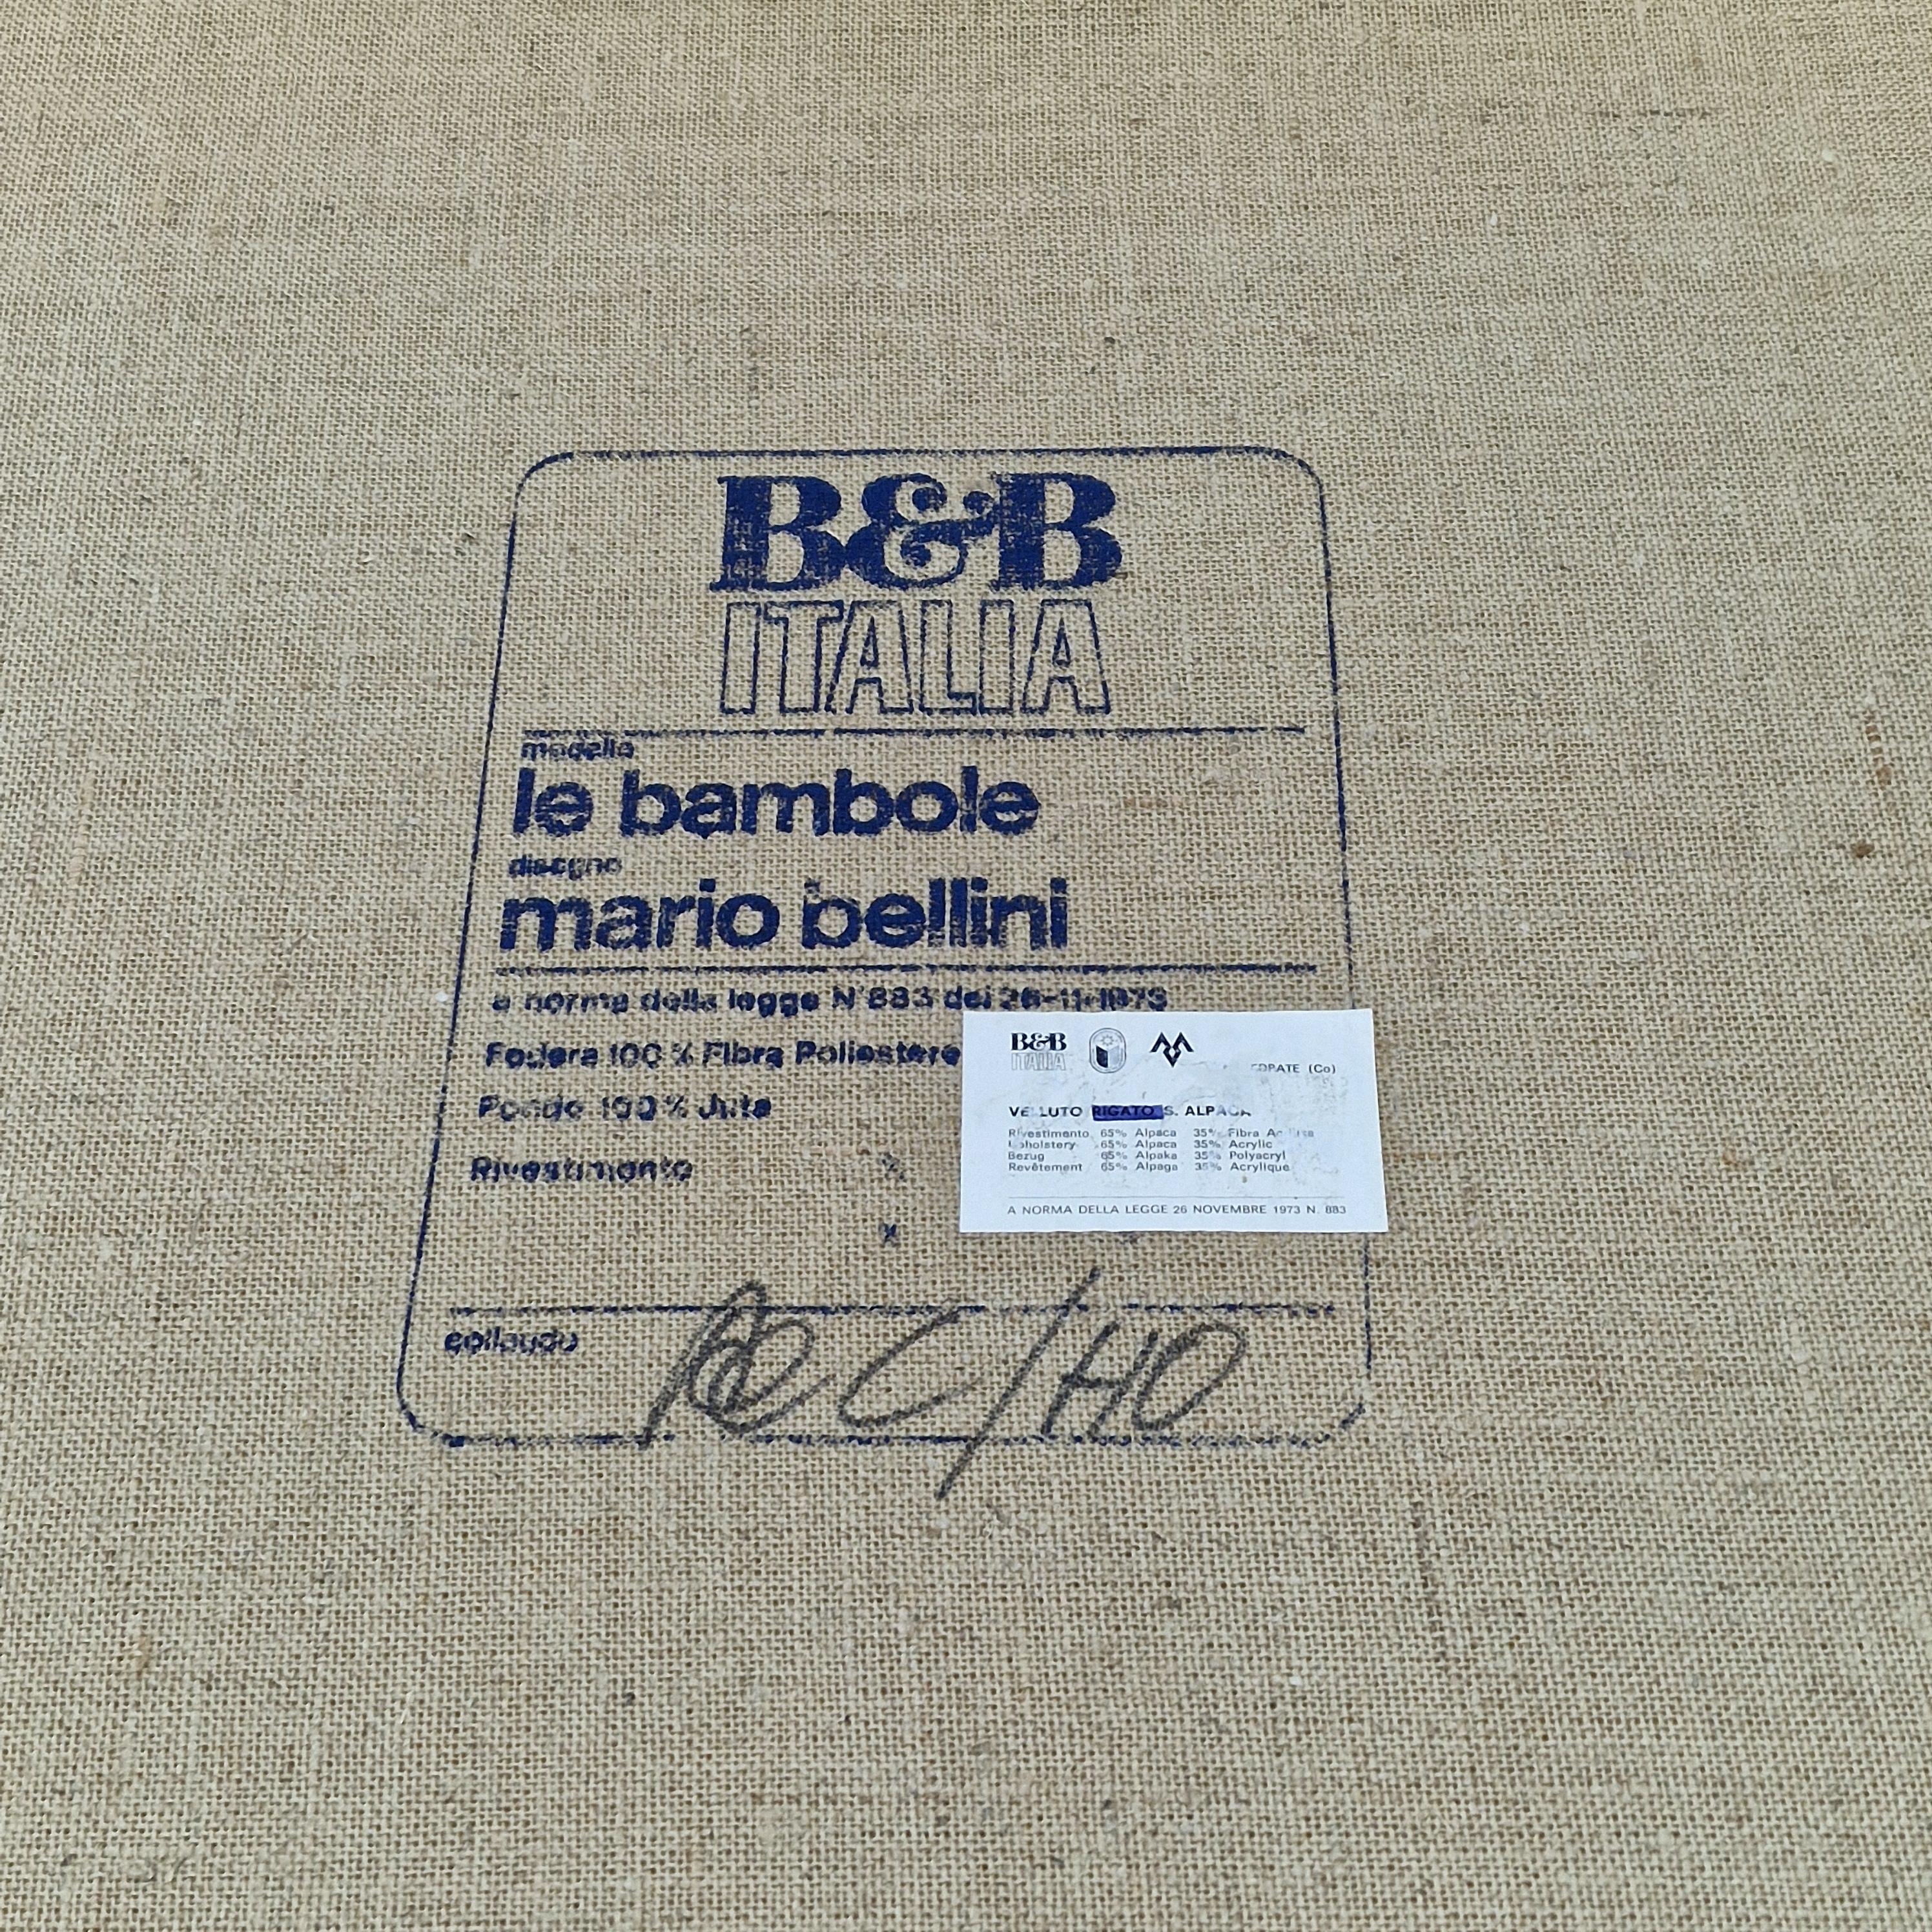 B&B
ITALIA
modello
le bambole
disegno
mario bellini
a norma della legge N°883 del 26-11-1973
Fodera 100 % Fibra Poliestere
Fondo 100 % Juta
Rivestimento %
%
collaudo
B&B
ITALIA
(Co)
VELLUTO RIGATO S. ALPACA
Rivestimento 65% Alpaca 35% Fibra
Upholstery 65% Alpaca 35% Acrylic
Bezug 65% Alpaka 35% Polyacryl
Revêtement 65% Alpaga 35% Acrylique
A NORMA DELLA LEGGE 26 NOVEMBRE 1973 N. 883